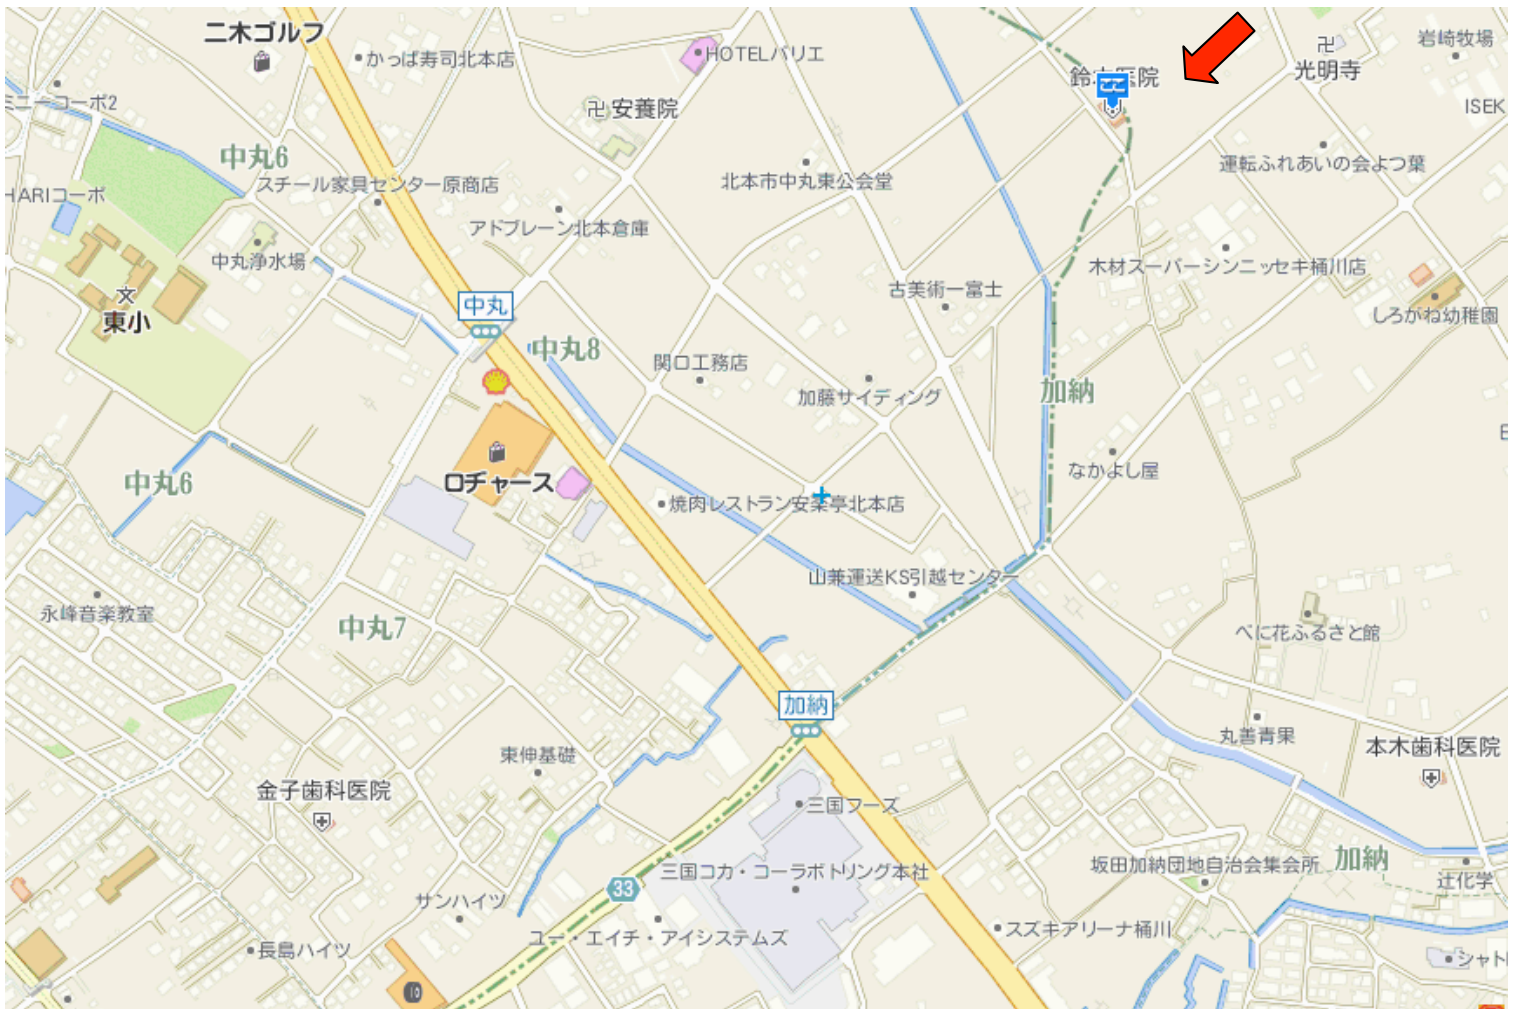 二木ゴルフ
かっぱ寿司北本店
HOTELバリエ
鈴木医院
ここ
卍
光明寺
岩崎牧場
ミニーコーポ2
卍 安養院
ISEK
中丸6
スチール家具センター原商店
北本市中丸東公会堂
運転ふれあいの会よつ葉
HARIコーポ
アドブレーン北本倉庫
中丸浄水場
木材スーパーシンニッセキ桶川店
古美術一富士
文
東小
中丸
しろがね幼稚園
中丸8
関口工務店
加藤サイディング
加納
なかよし屋
中丸6
ロヂャース
焼肉レストラン安楽亭北本店
山兼運送KS引越センター
永峰音楽教室
中丸7
べに花ふるさと館
加納
丸善青果
本木歯科医院
東伸基礎
金子歯科医院
三国フーズ
坂田加納団地自治会集会所
加納
三国コカ・コーラボトリング本社
辻化学
33
サンハイツ
スズキアリーナ桶川
ユー・エイチ・アイシステムズ
長島ハイツ
シャト